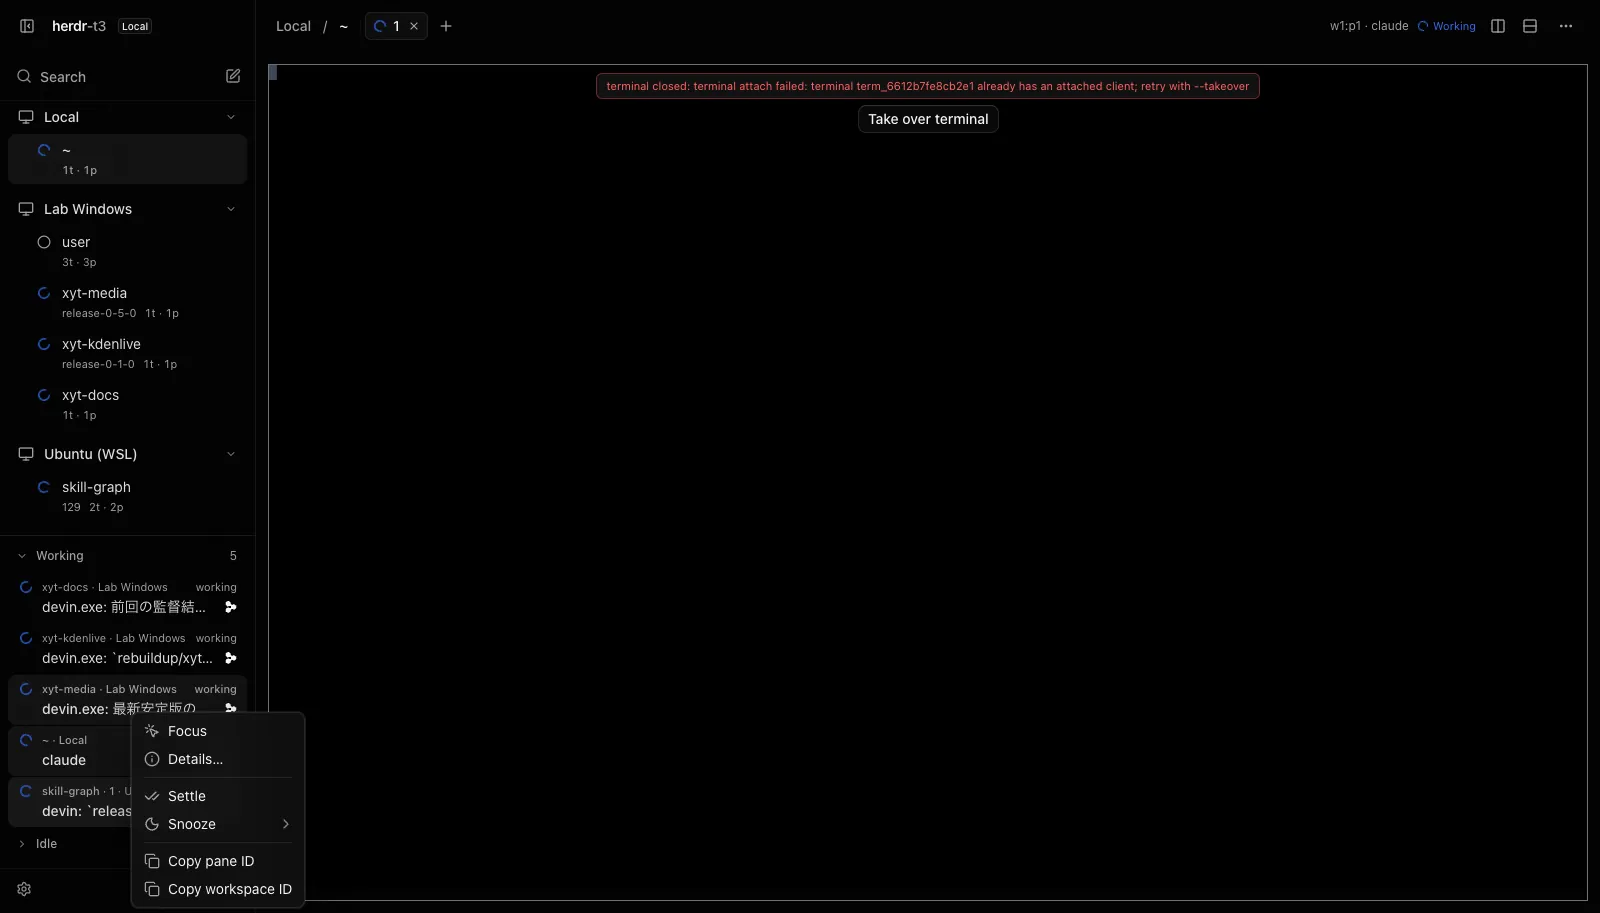 herdr-t3 Local
Search
Local
~
1t · 1p
Lab Windows
user
3t · 3p
xyt-media
release-0-5-0 1t · 1p
xyt-kdenlive
release-0-1-0 1t · 1p
xyt-docs
1t · 1p
Ubuntu (WSL)
skill-graph
129 2t · 2p
Working 5
xyt-docs · Lab Windows working
devin.exe: 前回の監督結...
xyt-kdenlive · Lab Windows working
devin.exe: `rebuildup/xyt...
xyt-media · Lab Windows working
devin.exe: 最新安定版の
~ · Local
claude
skill-graph · 1 · U
devin: `releas
Idle
Focus
Details...
Settle
Snooze
Copy pane ID
Copy workspace ID
Local / ~ 1 × +
w1:p1 · claude Working
terminal closed: terminal attach failed: terminal term_6612b7fe8cb2e1 already has an attached client; retry with --takeover
Take over terminal